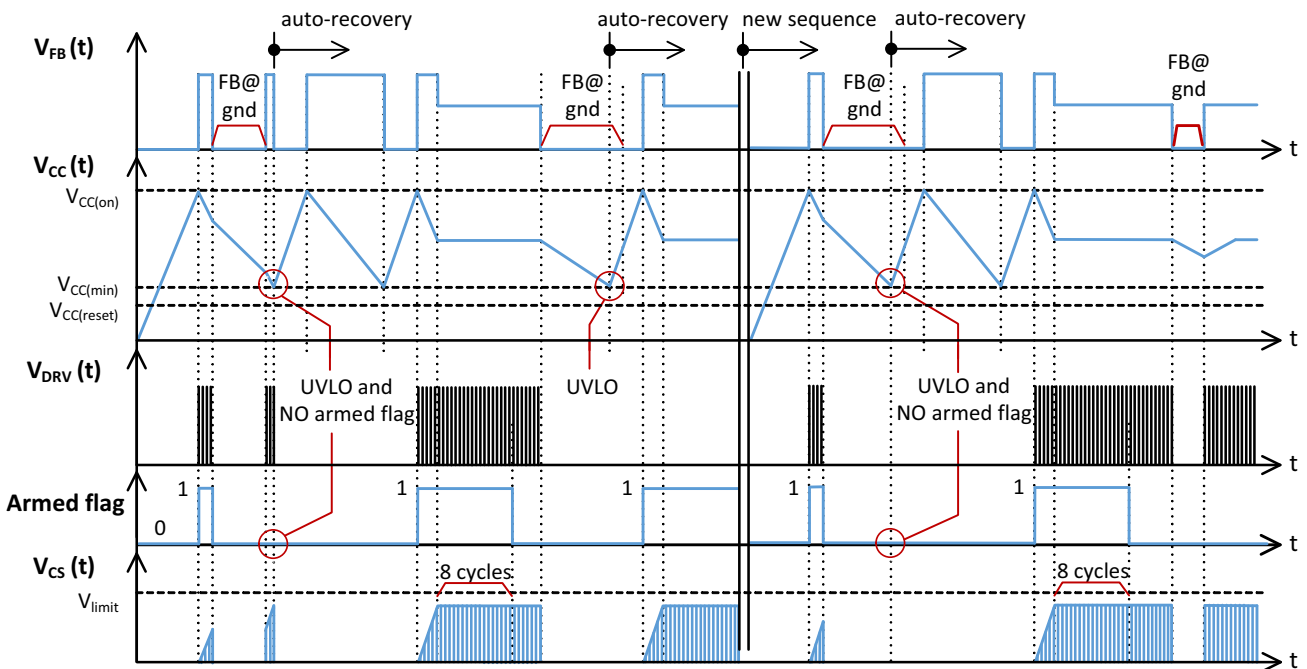 auto-recovery
auto-recovery
new sequence
auto-recovery
V_FB (t)
FB@
gnd
FB@
gnd
FB@
gnd
FB@
gnd
t
V_CC(t)
V_CC(on)
V_CC(min)
V_CC(reset)
t
V_DRV (t)
UVLO and
NO armed flag
UVLO
UVLO and
NO armed flag
t
Armed flag
1
1
1
1
1
0
t
V_CS (t)
8 cycles
8 cycles
V_limit
t